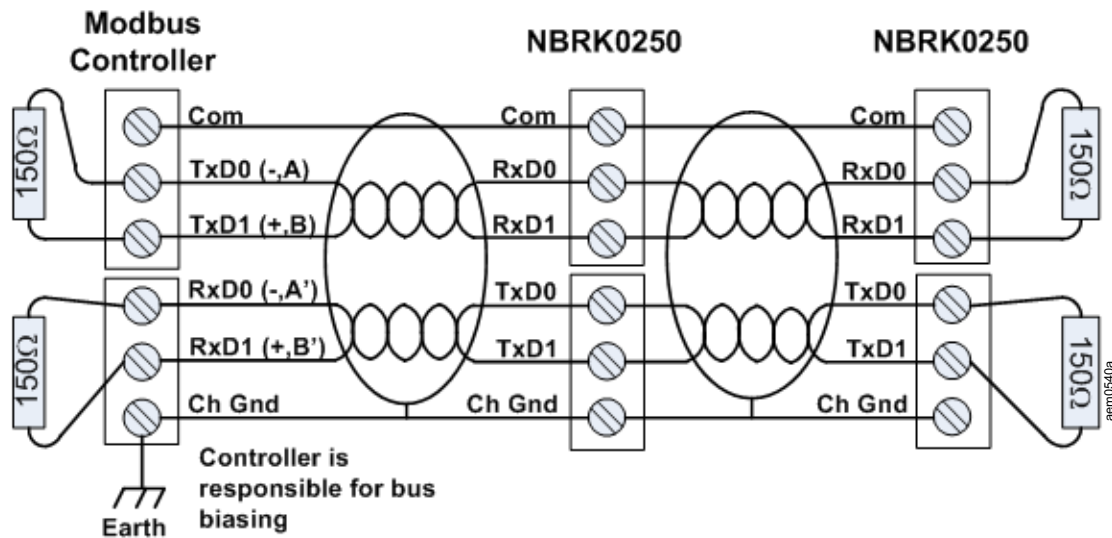 Modbus
Controller
NBRK0250
NBRK0250
150Ω
Com
Com
Com
150Ω
TxD0 (-,A)
RxD0
RxD0
TxD1 (+,B)
RxD1
RxD1
150Ω
RxD0 (-,A')
TxD0
TxD0
150Ω
RxD1 (+,B')
TxD1
TxD1
Ch Gnd
Ch Gnd
Ch Gnd
Earth
Controller is
responsible for bus
biasing
aem0540a